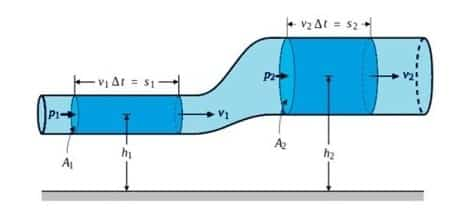 v₂ Δt = s₂
p₂
v₂
v₁ Δt = s₁
p₁
v₁
A₁
h₁
A₂
h₂